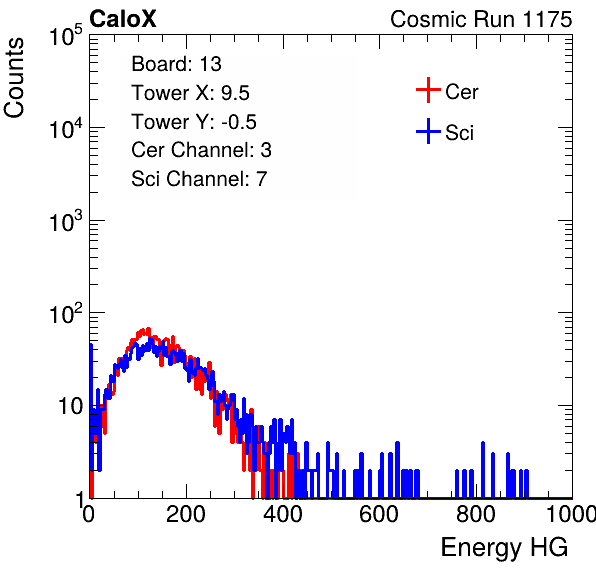 CaloX Cosmic Run 1175
Counts
10^5
10^4
10^3
10^2
10
1
Board: 13
Tower X: 9.5
Tower Y: -0.5
Cer Channel: 3
Sci Channel: 7
Cer
Sci
0 200 400 600 800 1000
Energy HG